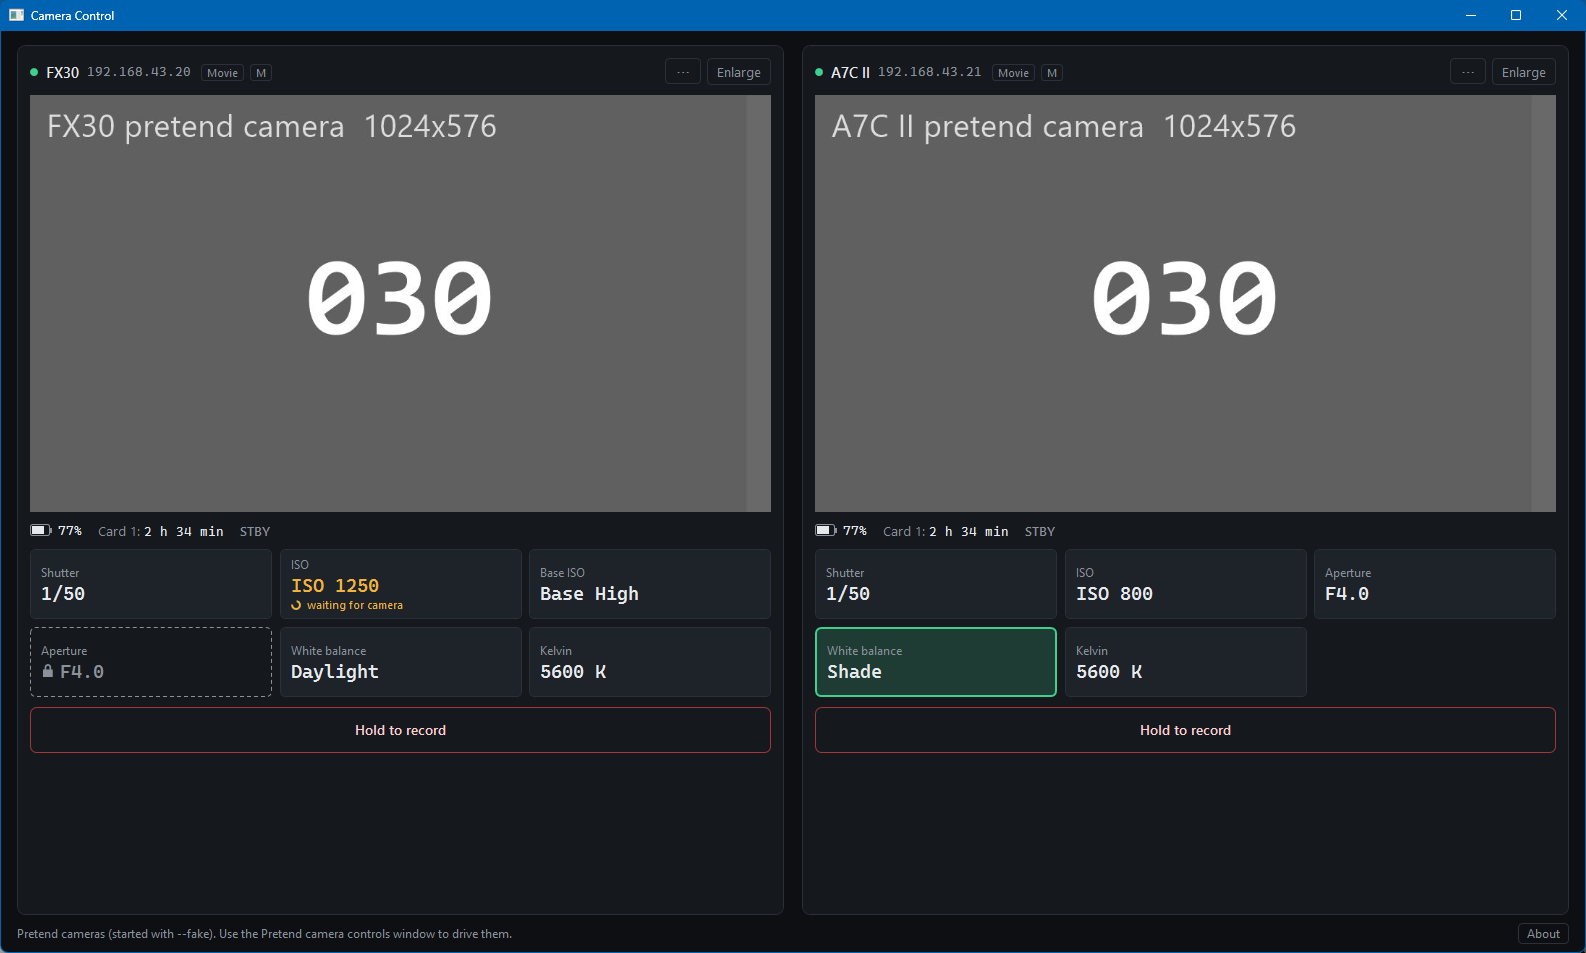 Camera Control
FX30 192.168.43.20 Movie M ... Enlarge
FX30 pretend camera 1024x576
030
77% Card 1: 2 h 34 min STBY
Shutter
1/50
ISO
ISO 1250
waiting for camera
Base ISO
Base High
Aperture
F4.0
White balance
Daylight
Kelvin
5600 K
Hold to record
A7C II 192.168.43.21 Movie M ... Enlarge
A7C II pretend camera 1024x576
030
77% Card 1: 2 h 34 min STBY
Shutter
1/50
ISO
ISO 800
Aperture
F4.0
White balance
Shade
Kelvin
5600 K
Hold to record
Pretend cameras (started with --fake). Use the Pretend camera controls window to drive them.
About